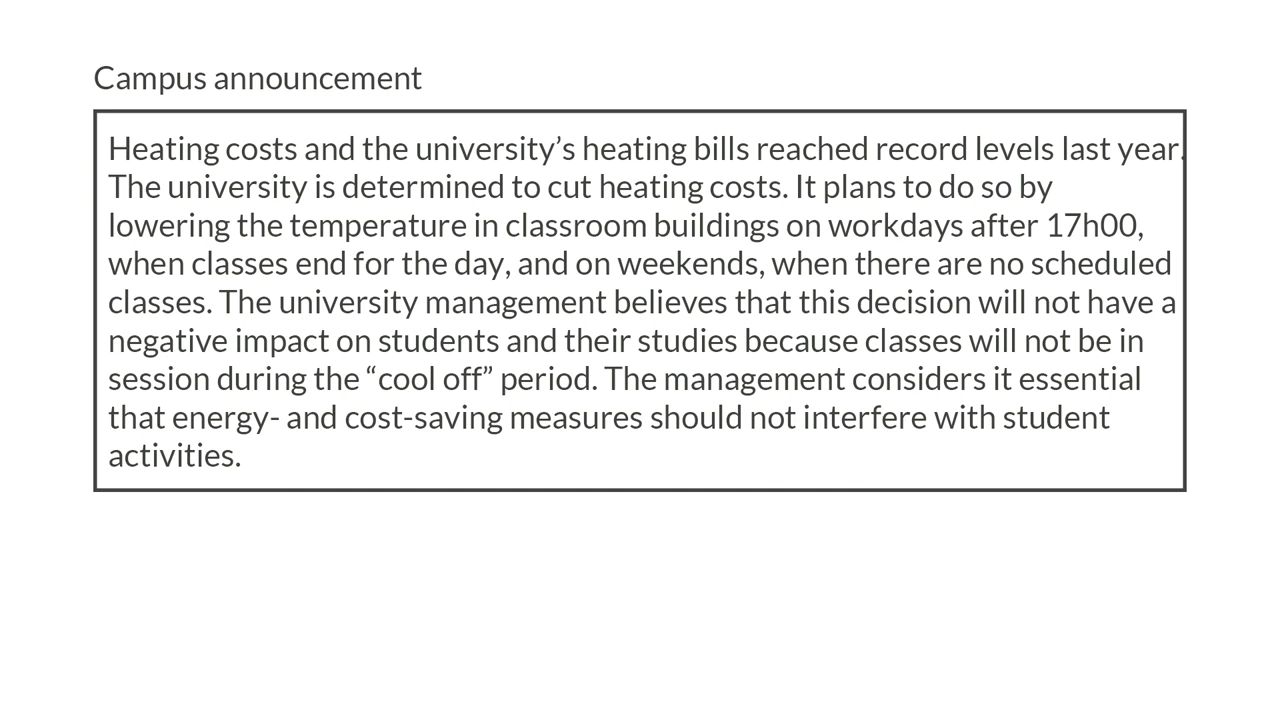 Campus announcement
Heating costs and the university’s heating bills reached record levels last year.
The university is determined to cut heating costs. It plans to do so by
lowering the temperature in classroom buildings on workdays after 17h00,
when classes end for the day, and on weekends, when there are no scheduled
classes. The university management believes that this decision will not have a
negative impact on students and their studies because classes will not be in
session during the “cool off” period. The management considers it essential
that energy- and cost-saving measures should not interfere with student
activities.